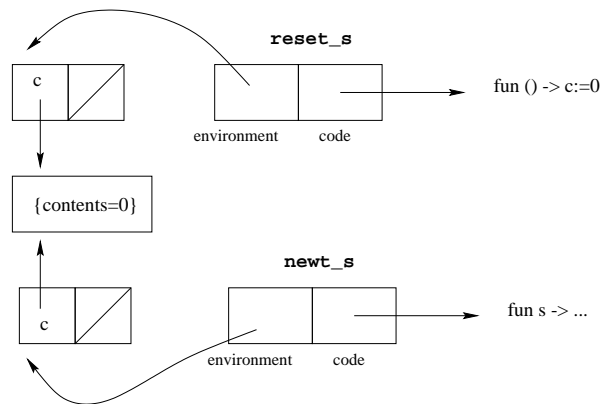 reset_s
c
fun () -> c:=0
environment
code
{contents=0}
newt_s
c
fun s -> ...
environment
code